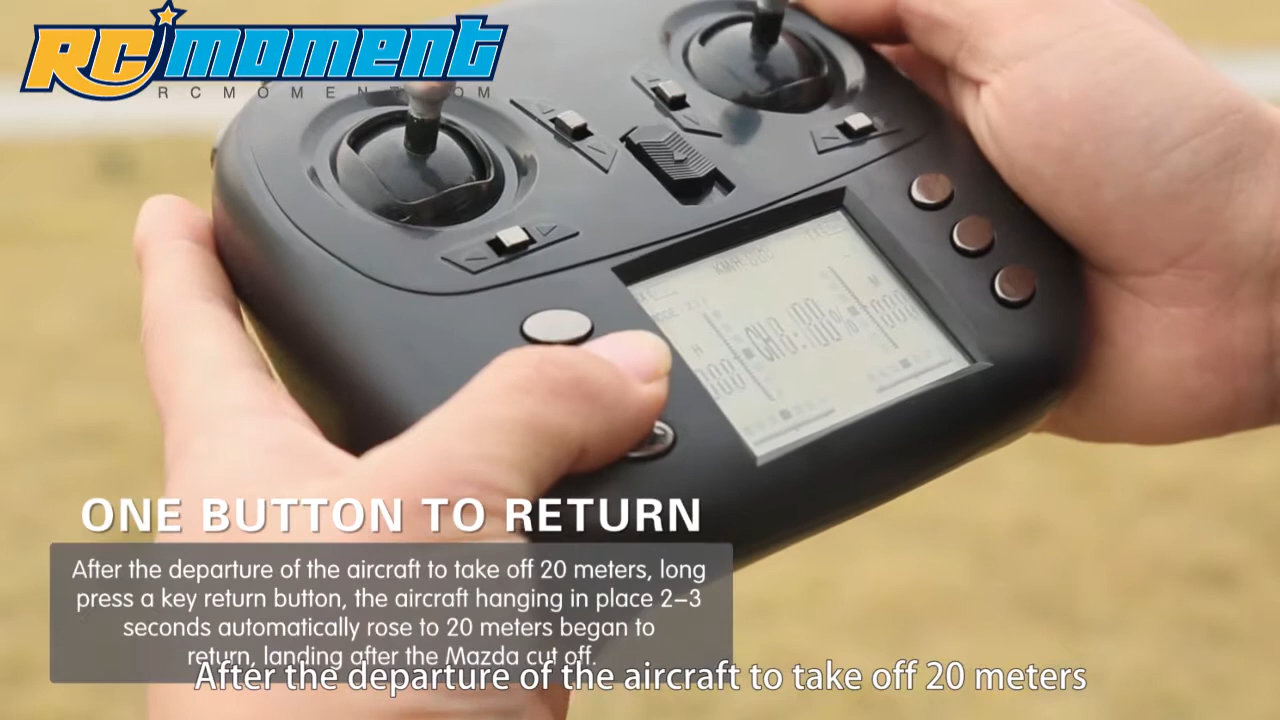 RCmoment
RCMOMENT.COM
KMH
H
M
ONE BUTTON TO RETURN
After the departure of the aircraft to take off 20 meters, long
press a key return button, the aircraft hanging in place 2–3
seconds automatically rose to 20 meters began to
return, landing after the Mazda cut off.
After the departure of the aircraft to take off 20 meters